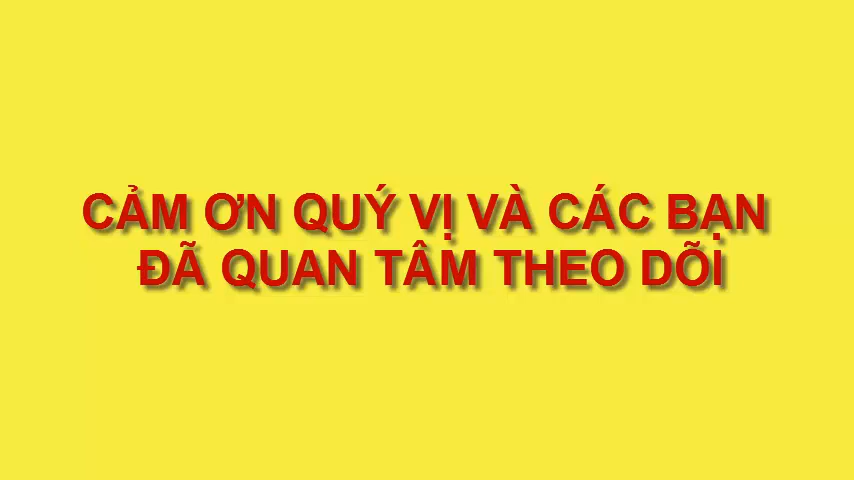 CẢM ƠN QUÝ VỊ VÀ CÁC BẠN
ĐÃ QUAN TÂM THEO DÕI